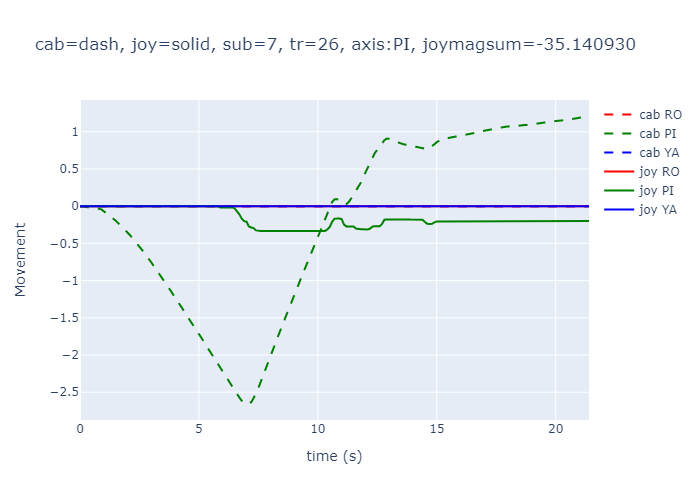 cab=dash, joy=solid, sub=7, tr=26, axis:PI, joymagsum=-35.140930
Movement
1
0.5
0
−0.5
−1
−1.5
−2
−2.5
0
5
10
15
20
time (s)
cab RO
cab PI
cab YA
joy RO
joy PI
joy YA